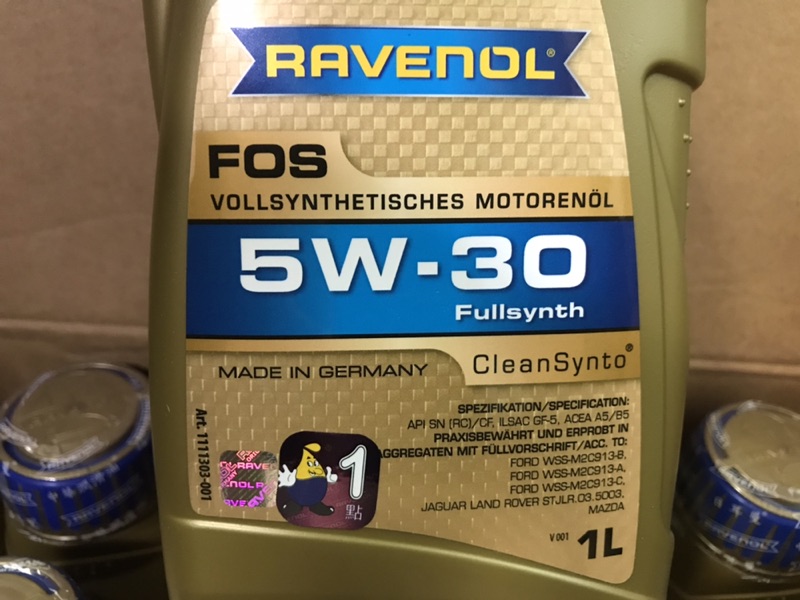 RAVENOL®
FOS
VOLLSYNTHETISCHES MOTORENÖL
5W-30
Fullsynth
MADE IN GERMANY
CleanSynto®
SPEZIFIKATION/SPECIFICATION:
API SN (RC)/CF, ILSAC GF-5, ACEA A5/B5
PRAXISBEWÄHRT UND ERPROBT IN
AGGREGATEN MIT FÜLLVORSCHRIFT/ACC. TO:
FORD WSS-M2C913-B,
FORD WSS-M2C913-A,
FORD WSS-M2C913-C,
JAGUAR LAND ROVER STJLR.03.5003,
MAZDA
V 001
1L
Art. 1111303-001
1
點
RAVENOL